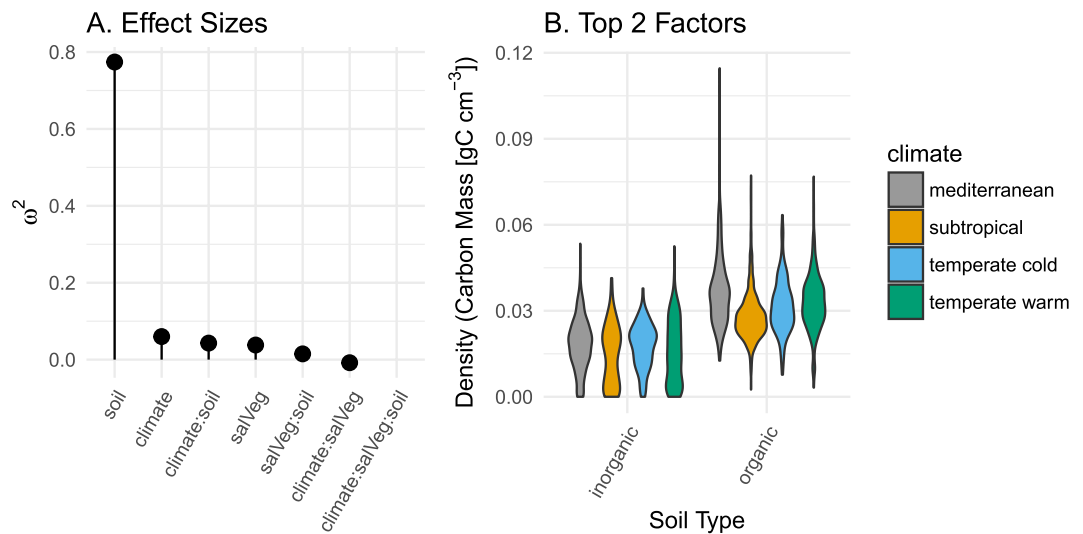 A. Effect Sizes
ω²
0.8
0.6
0.4
0.2
0.0
soil
climate
climate:soil
salVeg
salVeg:soil
climate:salVeg
climate:salVeg:soil
B. Top 2 Factors
Density (Carbon Mass [gC cm⁻³])
0.12
0.09
0.06
0.03
0.00
inorganic
organic
Soil Type
climate
mediterranean
subtropical
temperate cold
temperate warm